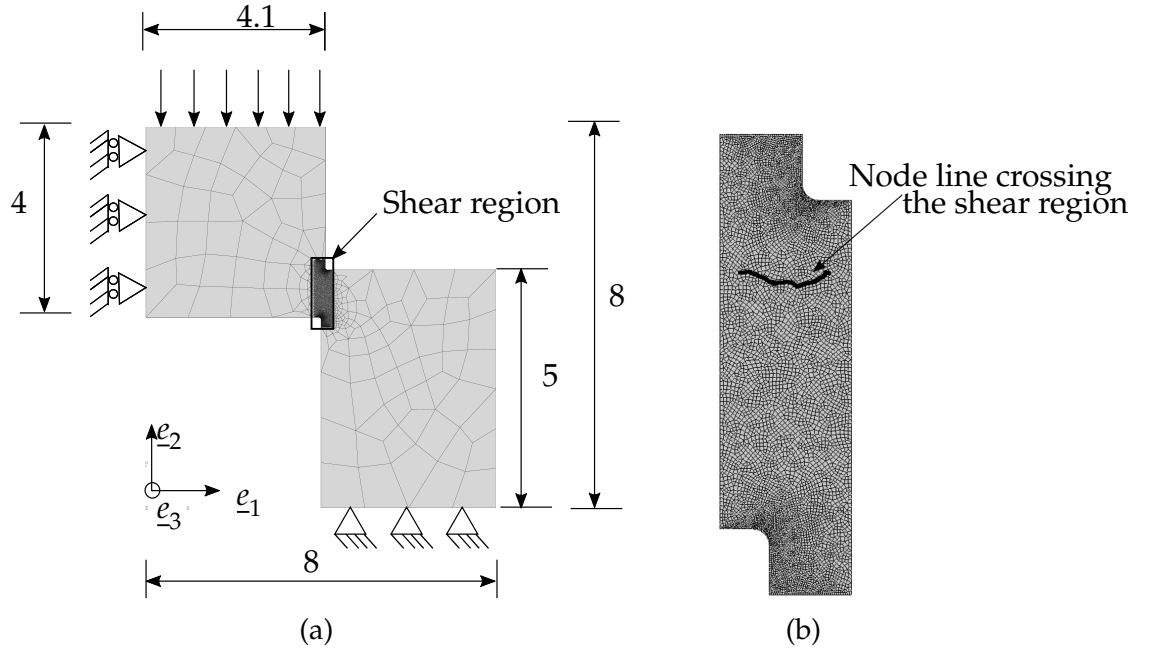 4.1
Shear region
4
8
5
e2
e1
e3
8
(a)
Node line crossing
the shear region
(b)